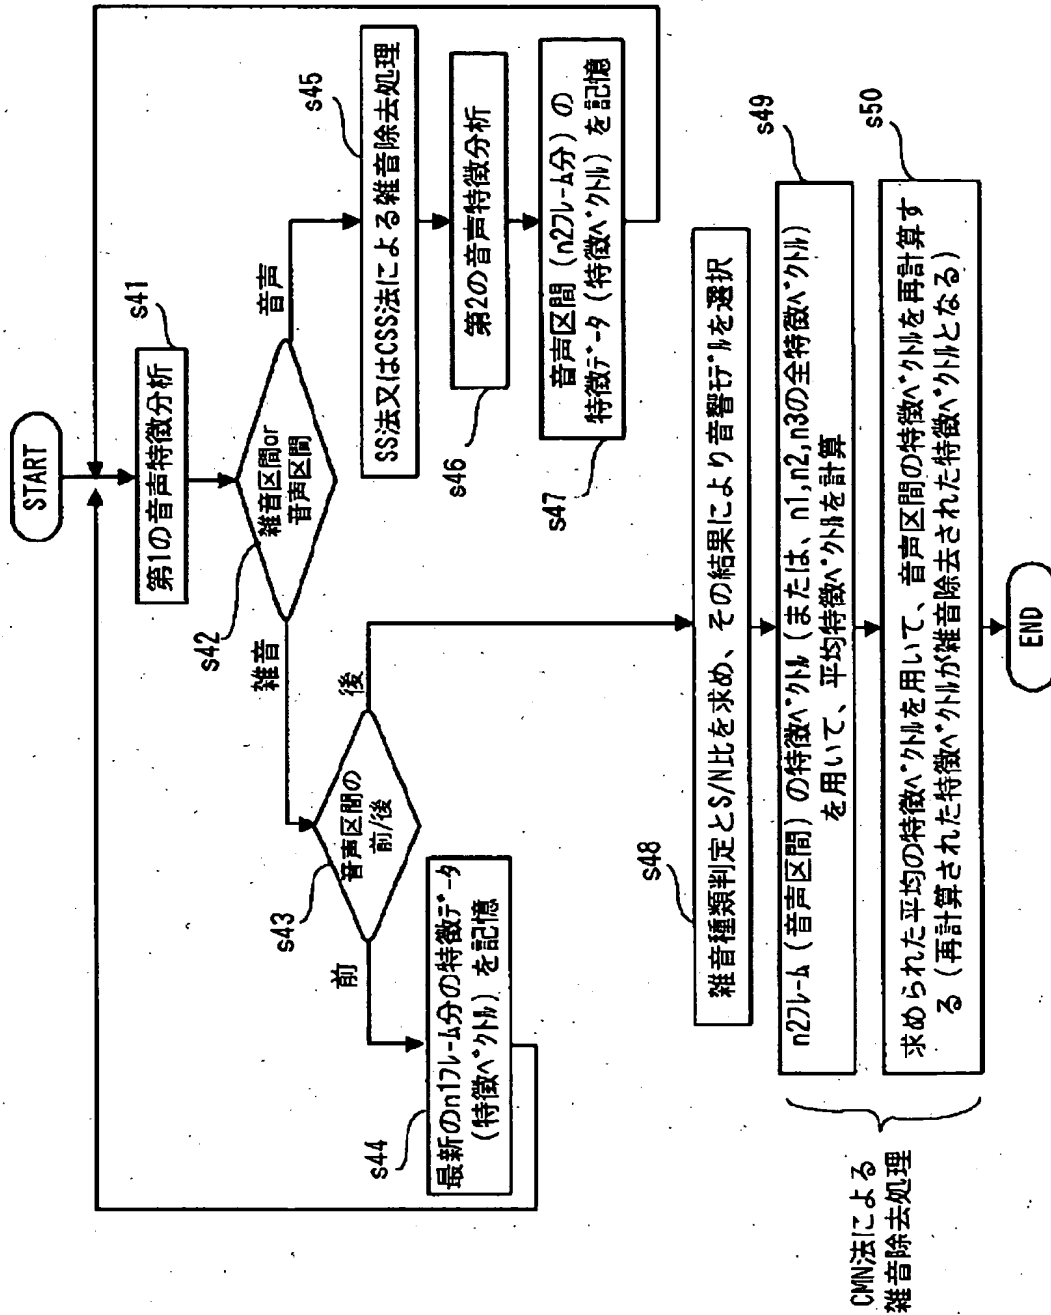 START
第1の音声特徴分析
s41
雑音区間or
音声区間
s42
雑音
音声
音声区間の
前/後
s43
前
後
最新のn1フレーム分の特徴データ
(特徴ベクトル)を記憶
s44
SS法又はCSS法による雑音除去処理
s45
第2の音声特徴分析
s46
音声区間(n2フレーム分)の
特徴データ(特徴ベクトル)を記憶
s47
雑音種類判定とS/N比を求め、その結果により音響モデルを選択
s48
n2フレーム(音声区間)の特徴ベクトル(または、n1,n2,n3の全特徴ベクトル)
を用いて、平均特徴ベクトルを計算
s49
求められた平均の特徴ベクトルを用いて、音声区間の特徴ベクトルを再計算す
る(再計算された特徴ベクトルが雑音除去された特徴ベクトルとなる)
s50
CMN法による
雑音除去処理
END